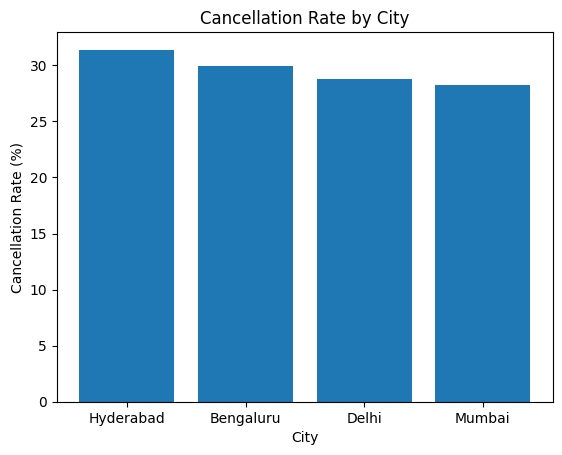 Cancellation Rate by City
Cancellation Rate (%)
30
25
20
15
10
5
0
Hyderabad Bengaluru Delhi Mumbai
City